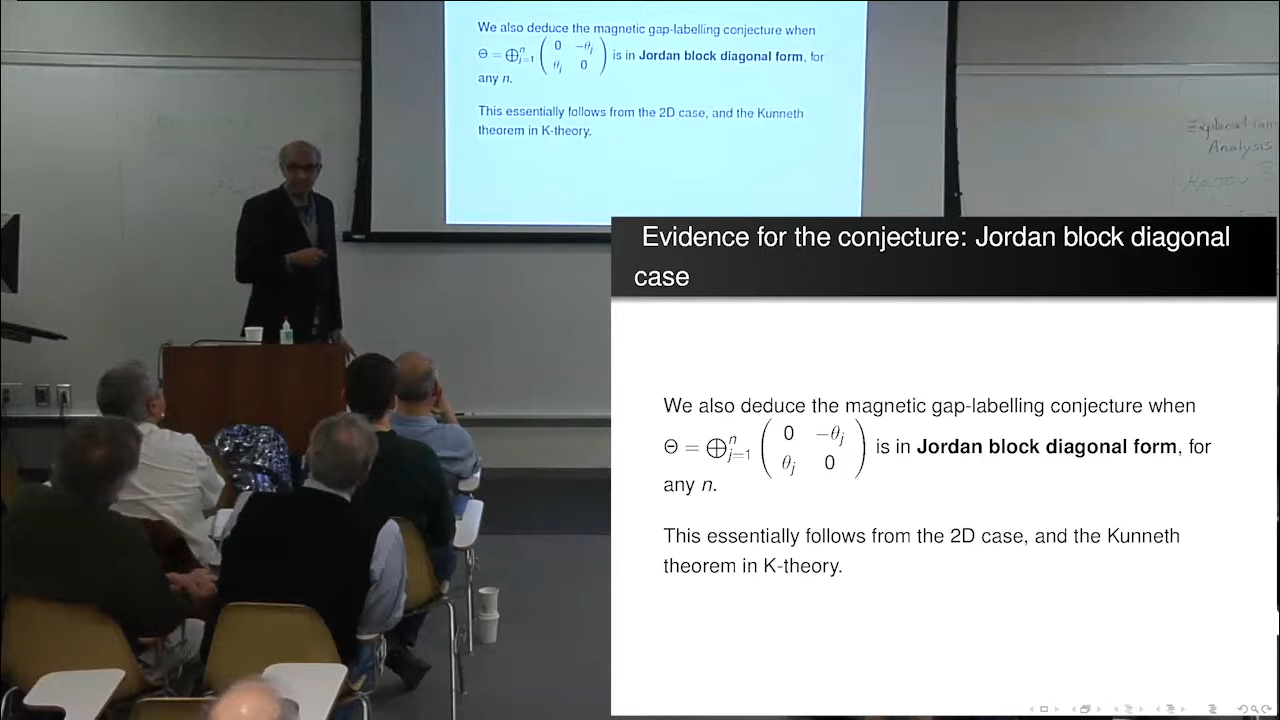 We also deduce the magnetic gap-labelling conjecture when
Θ = ⊕ⁿⱼ₌₁ ( 0 −θⱼ
θⱼ 0 ) is in Jordan block diagonal form, for
any n.
This essentially follows from the 2D case, and the Kunneth
theorem in K-theory.
Analysis
Evidence for the conjecture: Jordan block diagonal
case
We also deduce the magnetic gap-labelling conjecture when
Θ = ⊕ⁿⱼ₌₁ ( 0 −θⱼ
θⱼ 0 ) is in Jordan block diagonal form, for
any n.
This essentially follows from the 2D case, and the Kunneth
theorem in K-theory.